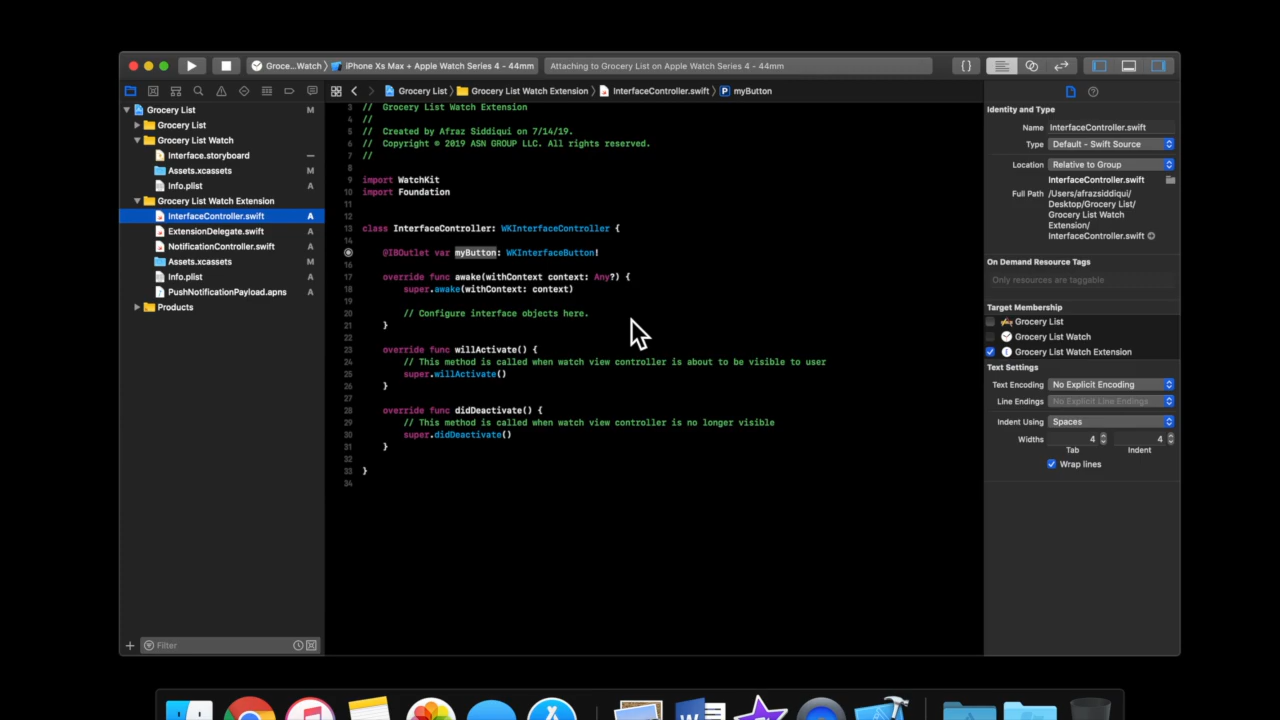 Groce...Watch 〉 iPhone Xs Max + Apple Watch Series 4 - 44mm
Attaching to Grocery List on Apple Watch Series 4 - 44mm
{}
Grocery List 〉 Grocery List Watch Extension 〉 InterfaceController.swift 〉 P myButton
Grocery List M
Grocery List
Grocery List Watch
Interface.storyboard —
Assets.xcassets M
Info.plist A
Grocery List Watch Extension
InterfaceController.swift A
ExtensionDelegate.swift A
NotificationController.swift A
Assets.xcassets M
Info.plist A
PushNotificationPayload.apns A
Products
Filter
3 // Grocery List Watch Extension
4 //
5 // Created by Afraz Siddiqui on 7/14/19.
6 // Copyright © 2019 ASN GROUP LLC. All rights reserved.
7 //
8
9 import WatchKit
10 import Foundation
11
12
13 class InterfaceController: WKInterfaceController {
14
@IBOutlet var myButton: WKInterfaceButton!
16
17 override func awake(withContext context: Any?) {
18 super.awake(withContext: context)
19
20 // Configure interface objects here.
21 }
22
23 override func willActivate() {
24 // This method is called when watch view controller is about to be visible to user
25 super.willActivate()
26 }
27
28 override func didDeactivate() {
29 // This method is called when watch view controller is no longer visible
30 super.didDeactivate()
31 }
32
33 }
34
Identity and Type
Name InterfaceController.swift
Type Default - Swift Source
Location Relative to Group
InterfaceController.swift
Full Path /Users/afrazsiddiqui/
Desktop/Grocery List/
Grocery List Watch
Extension/
InterfaceController.swift
On Demand Resource Tags
Only resources are taggable
Target Membership
Grocery List
Grocery List Watch
Grocery List Watch Extension
Text Settings
Text Encoding No Explicit Encoding
Line Endings No Explicit Line Endings
Indent Using Spaces
Widths 4 4
Tab Indent
Wrap lines
W